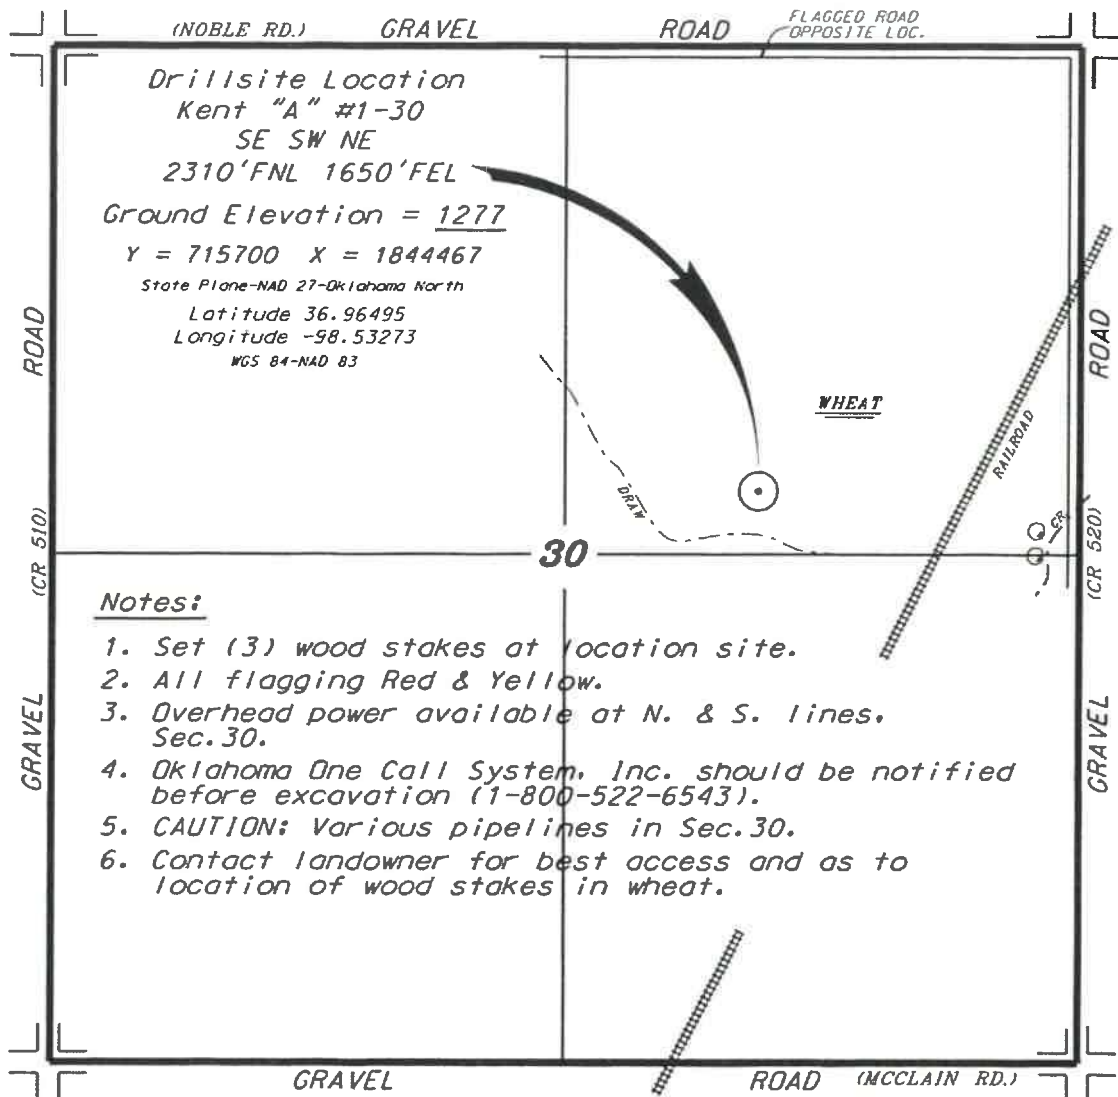 (NOBLE RD.) GRAVEL ROAD
FLAGGED ROAD
OPPOSITE LOC.
Drillsite Location
Kent "A" #1-30
SE SW NE
2310'FNL 1650'FEL
Ground Elevation = 1277
Y = 715700 X = 1844467
State Plane-NAD 27-Oklahoma North
Latitude 36.96495
Longitude -98.53273
WGS 84-NAD 83
ROAD
(CR 510)
GRAVEL
WHEAT
DRAW
RAILROAD
CR.
ROAD
(CR 520)
GRAVEL
30
Notes:
1. Set (3) wood stakes at location site.
2. All flagging Red & Yellow.
3. Overhead power available at N. & S. lines,
Sec.30.
4. Oklahoma One Call System, Inc. should be notified
before excavation (1-800-522-6543).
5. CAUTION: Various pipelines in Sec.30.
6. Contact landowner for best access and as to
location of wood stakes in wheat.
GRAVEL ROAD (MCCLAIN RD.)